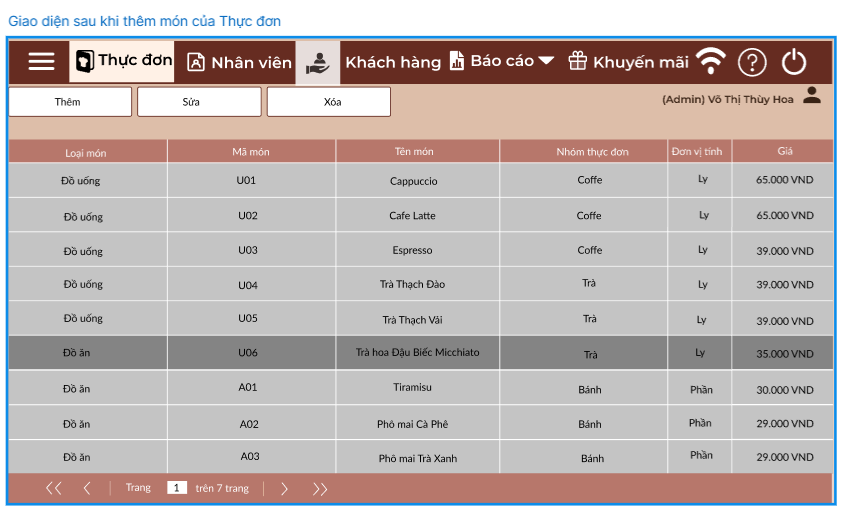 Giao diện sau khi thêm món của Thực đơn
Thực đơn Nhân viên Khách hàng Báo cáo Khuyến mãi ?
Thêm Sửa Xóa (Admin) Võ Thị Thùy Hoa
Loại món Mã món Tên món Nhóm thực đơn Đơn vị tính Giá
Đồ uống U01 Cappuccio Coffe Ly 65.000 VND
Đồ uống U02 Cafe Latte Coffe Ly 65.000 VND
Đồ uống U03 Espresso Coffe Ly 39.000 VND
Đồ uống U04 Trà Thạch Đào Trà Ly 39.000 VND
Đồ uống U05 Trà Thạch Vải Trà Ly 39.000 VND
Đồ ăn U06 Trà hoa Đậu Biếc Micchiato Trà Ly 35.000 VND
Đồ ăn A01 Tiramisu Bánh Phần 30.000 VND
Đồ ăn A02 Phô mai Cà Phê Bánh Phần 29.000 VND
Đồ ăn A03 Phô mai Trà Xanh Bánh Phần 29.000 VND
Trang 1 trên 7 trang